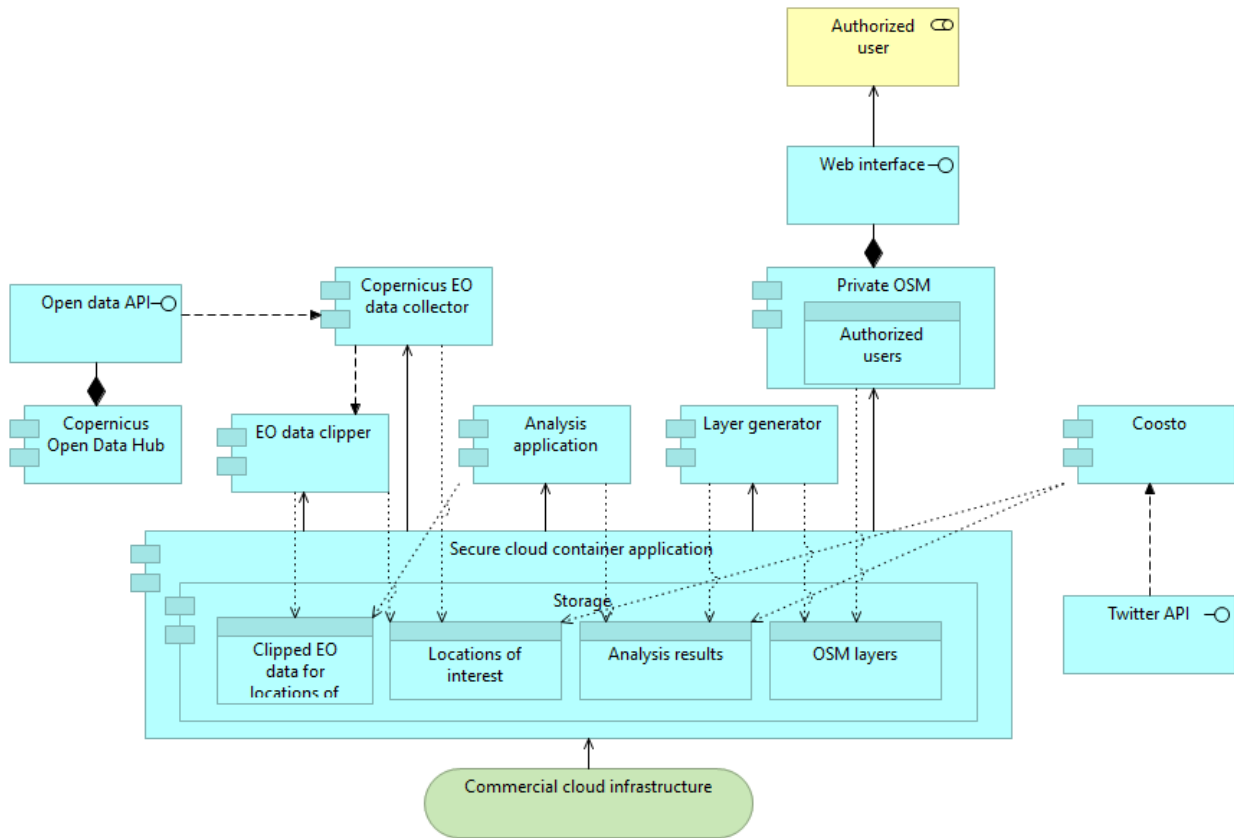 Authorized
user
Web interface
Private OSM
Authorized
users
Open data API
Copernicus EO
data collector
Copernicus
Open Data Hub
EO data clipper
Analysis
application
Layer generator
Coosto
Secure cloud container application
Storage
Clipped EO
data for
locations of
Locations of
interest
Analysis results
OSM layers
Twitter API
Commercial cloud infrastructure